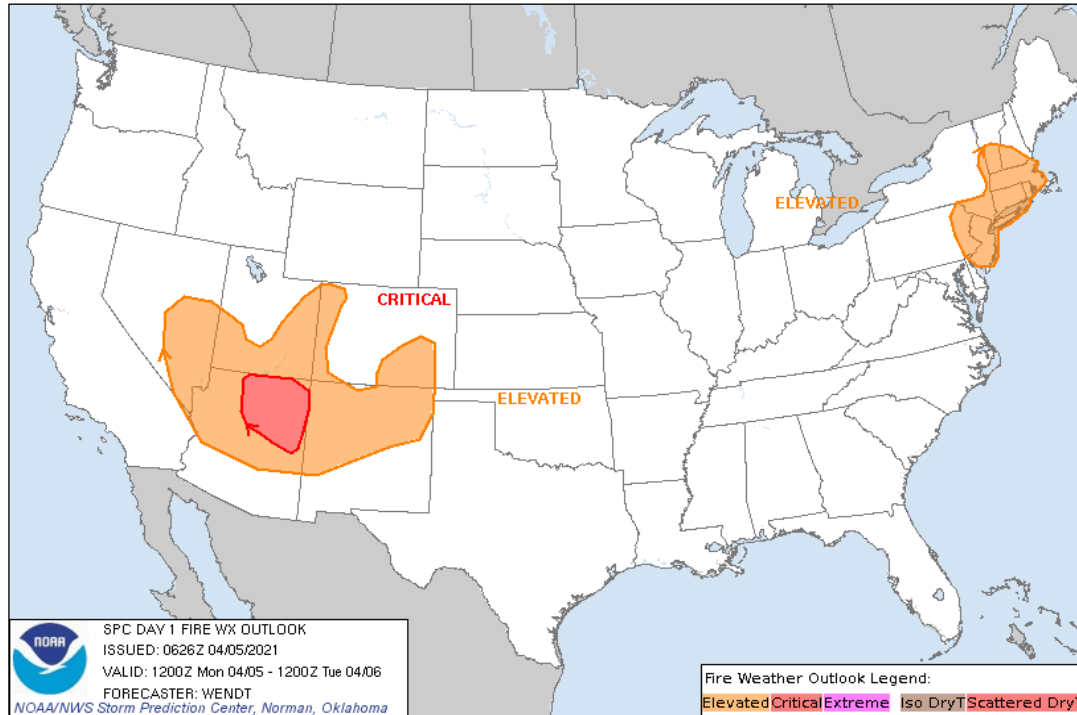 ELEVATED
CRITICAL
ELEVATED
NOAA
SPC DAY 1 FIRE WX OUTLOOK
ISSUED: 0626Z 04/05/2021
VALID: 1200Z Mon 04/05 - 1200Z Tue 04/06
FORECASTER: WENDT
NOAA/NWS Storm Prediction Center, Norman, Oklahoma
Fire Weather Outlook Legend:
Elevated Critical Extreme Iso DryT Scattered DryT